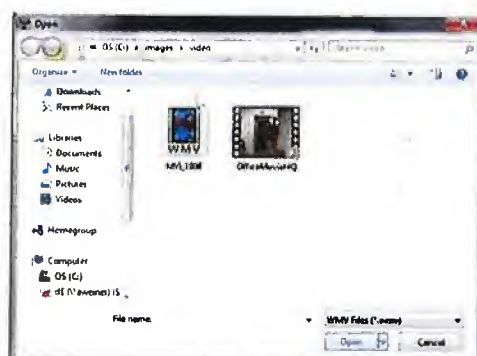 Open
OS (C:) ▸ images ▸ video
Organize
New folder
Downloads
Recent Places
Libraries
Documents
Music
Pictures
Videos
WMV
Homegroup
Computer
OS (C:)
File name:
WMV Files (*.wmv)
Open
Cancel